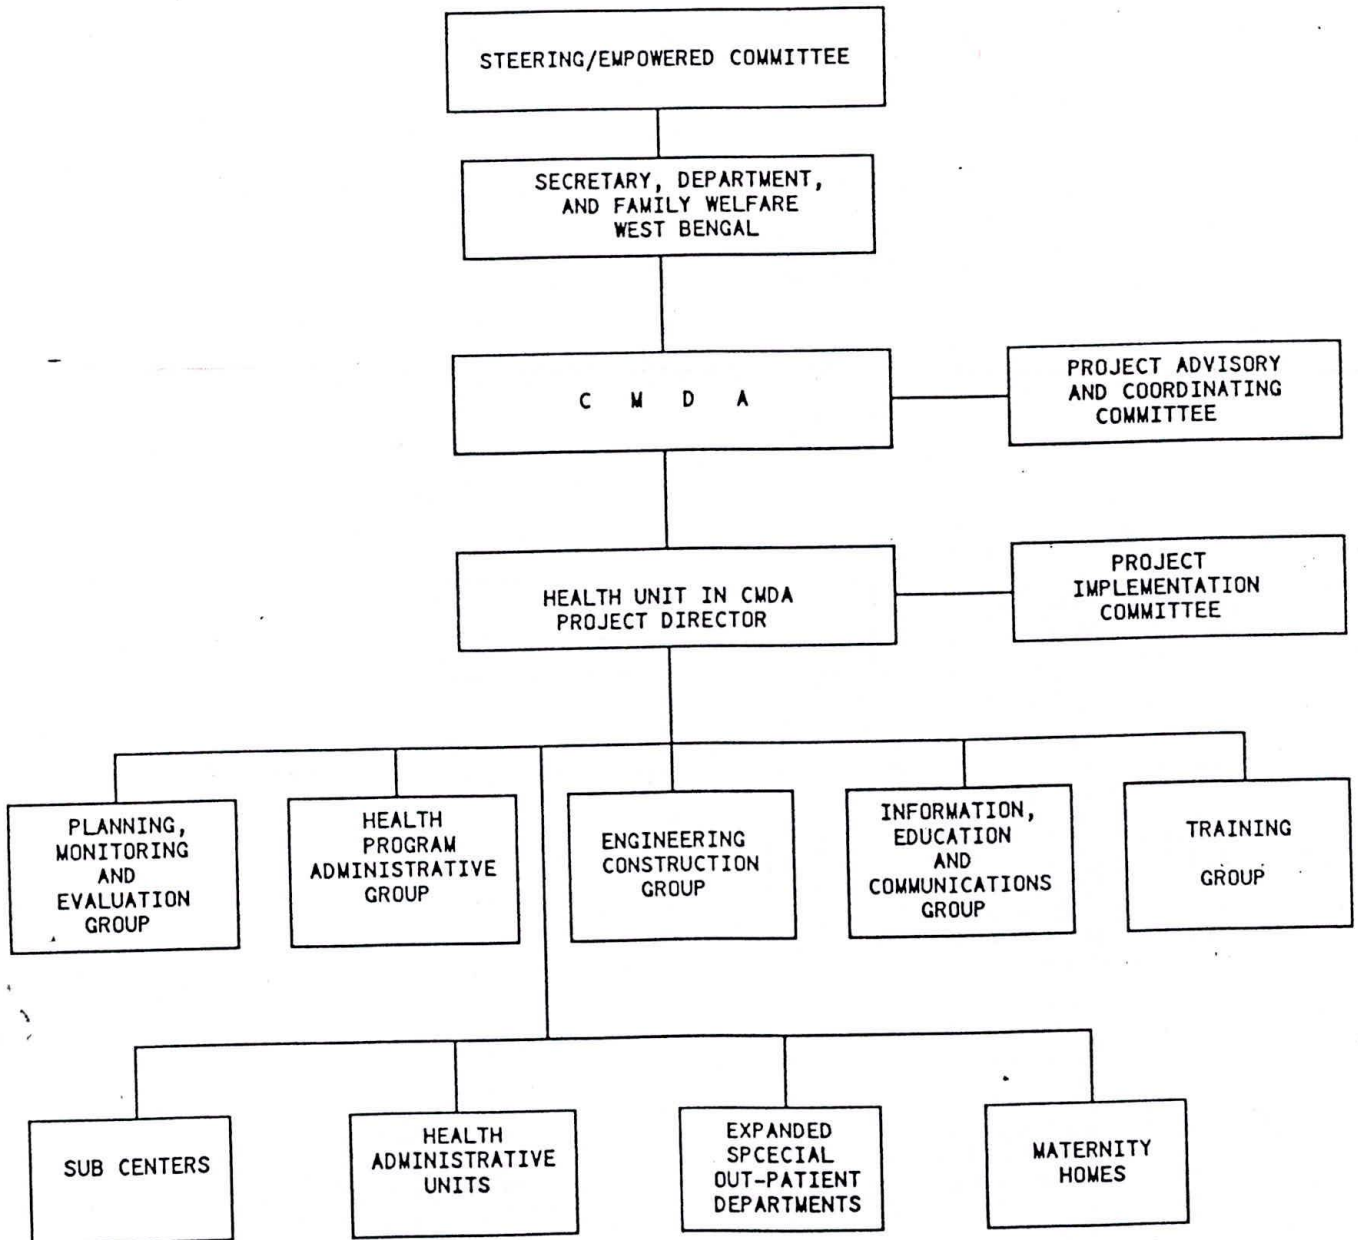 STEERING/EMPOWERED COMMITTEE
SECRETARY, DEPARTMENT,
AND FAMILY WELFARE
WEST BENGAL
C M D A
PROJECT ADVISORY
AND COORDINATING
COMMITTEE
HEALTH UNIT IN CMDA
PROJECT DIRECTOR
PROJECT
IMPLEMENTATION
COMMITTEE
PLANNING,
MONITORING
AND
EVALUATION
GROUP
HEALTH
PROGRAM
ADMINISTRATIVE
GROUP
ENGINEERING
CONSTRUCTION
GROUP
INFORMATION,
EDUCATION
AND
COMMUNICATIONS
GROUP
TRAINING
GROUP
SUB CENTERS
HEALTH
ADMINISTRATIVE
UNITS
EXPANDED
SPCECIAL
OUT-PATIENT
DEPARTMENTS
MATERNITY
HOMES